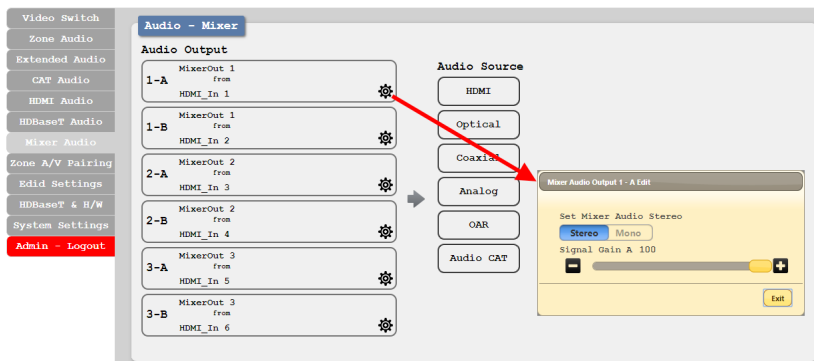 Video Switch
Zone Audio
Extended Audio
CAT Audio
HDMI Audio
HDBaseT Audio
Mixer Audio
Zone A/V Pairing
Edid Settings
HDBaseT & H/W
System Settings
Admin - Logout
Audio - Mixer
Audio Output
1-A
MixerOut 1
from
HDMI_In 1
1-B
MixerOut 1
from
HDMI_In 2
2-A
MixerOut 2
from
HDMI_In 3
2-B
MixerOut 2
from
HDMI_In 4
3-A
MixerOut 3
from
HDMI_In 5
3-B
MixerOut 3
from
HDMI_In 6
Audio Source
HDMI
Optical
Coaxial
Analog
OAR
Audio CAT
Mixer Audio Output 1 - A Edit
Set Mixer Audio Stereo
Stereo Mono
Signal Gain A 100
Exit